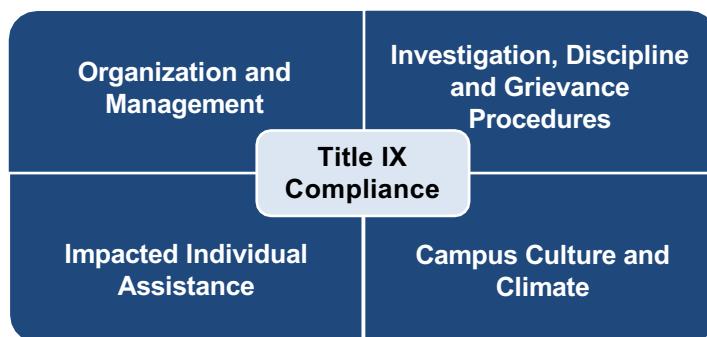 Organization and
Management
Investigation, Discipline
and Grievance
Procedures
Title IX
Compliance
Impacted Individual
Assistance
Campus Culture and
Climate